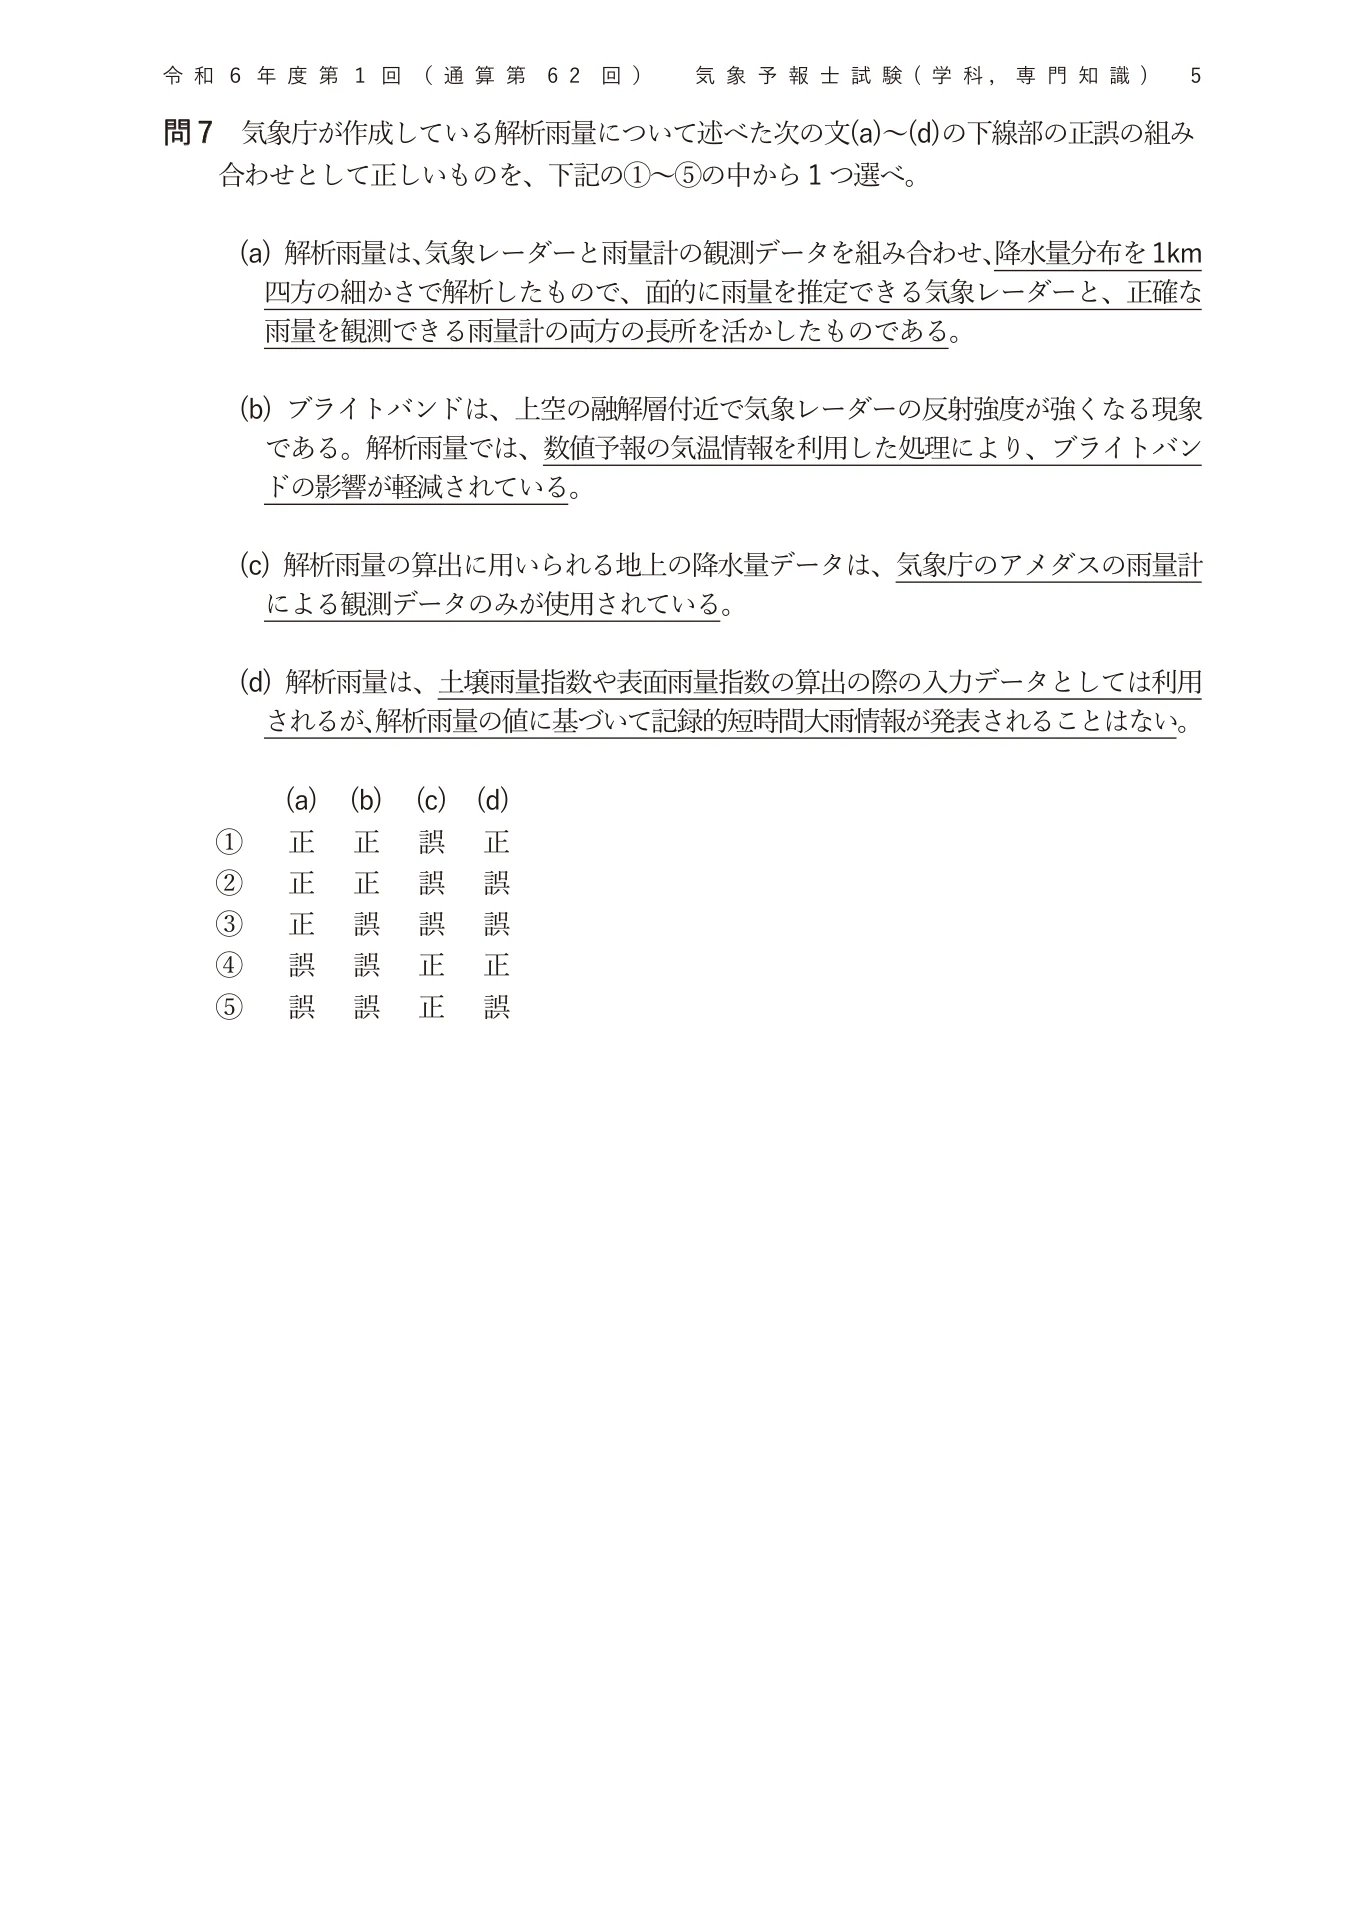 令和6年度第1回（通算第62回） 気象予報士試験(学科, 専門知識) 5
問7 気象庁が作成している解析雨量について述べた次の文(a)～(d)の下線部の正誤の組み
合わせとして正しいものを、下記の①～⑤の中から1つ選べ。
(a) 解析雨量は、気象レーダーと雨量計の観測データを組み合わせ、降水量分布を1km
四方の細かさで解析したもので、面的に雨量を推定できる気象レーダーと、正確な
雨量を観測できる雨量計の両方の長所を活かしたものである。
(b) ブライトバンドは、上空の融解層付近で気象レーダーの反射強度が強くなる現象
である。解析雨量では、数値予報の気温情報を利用した処理により、ブライトバン
ドの影響が軽減されている。
(c) 解析雨量の算出に用いられる地上の降水量データは、気象庁のアメダスの雨量計
による観測データのみが使用されている。
(d) 解析雨量は、土壌雨量指数や表面雨量指数の算出の際の入力データとしては利用
されるが、解析雨量の値に基づいて記録的短時間大雨情報が発表されることはない。
(a) (b) (c) (d)
① 正 正 誤 正
② 正 正 誤 誤
③ 正 誤 誤 誤
④ 誤 誤 正 正
⑤ 誤 誤 正 誤